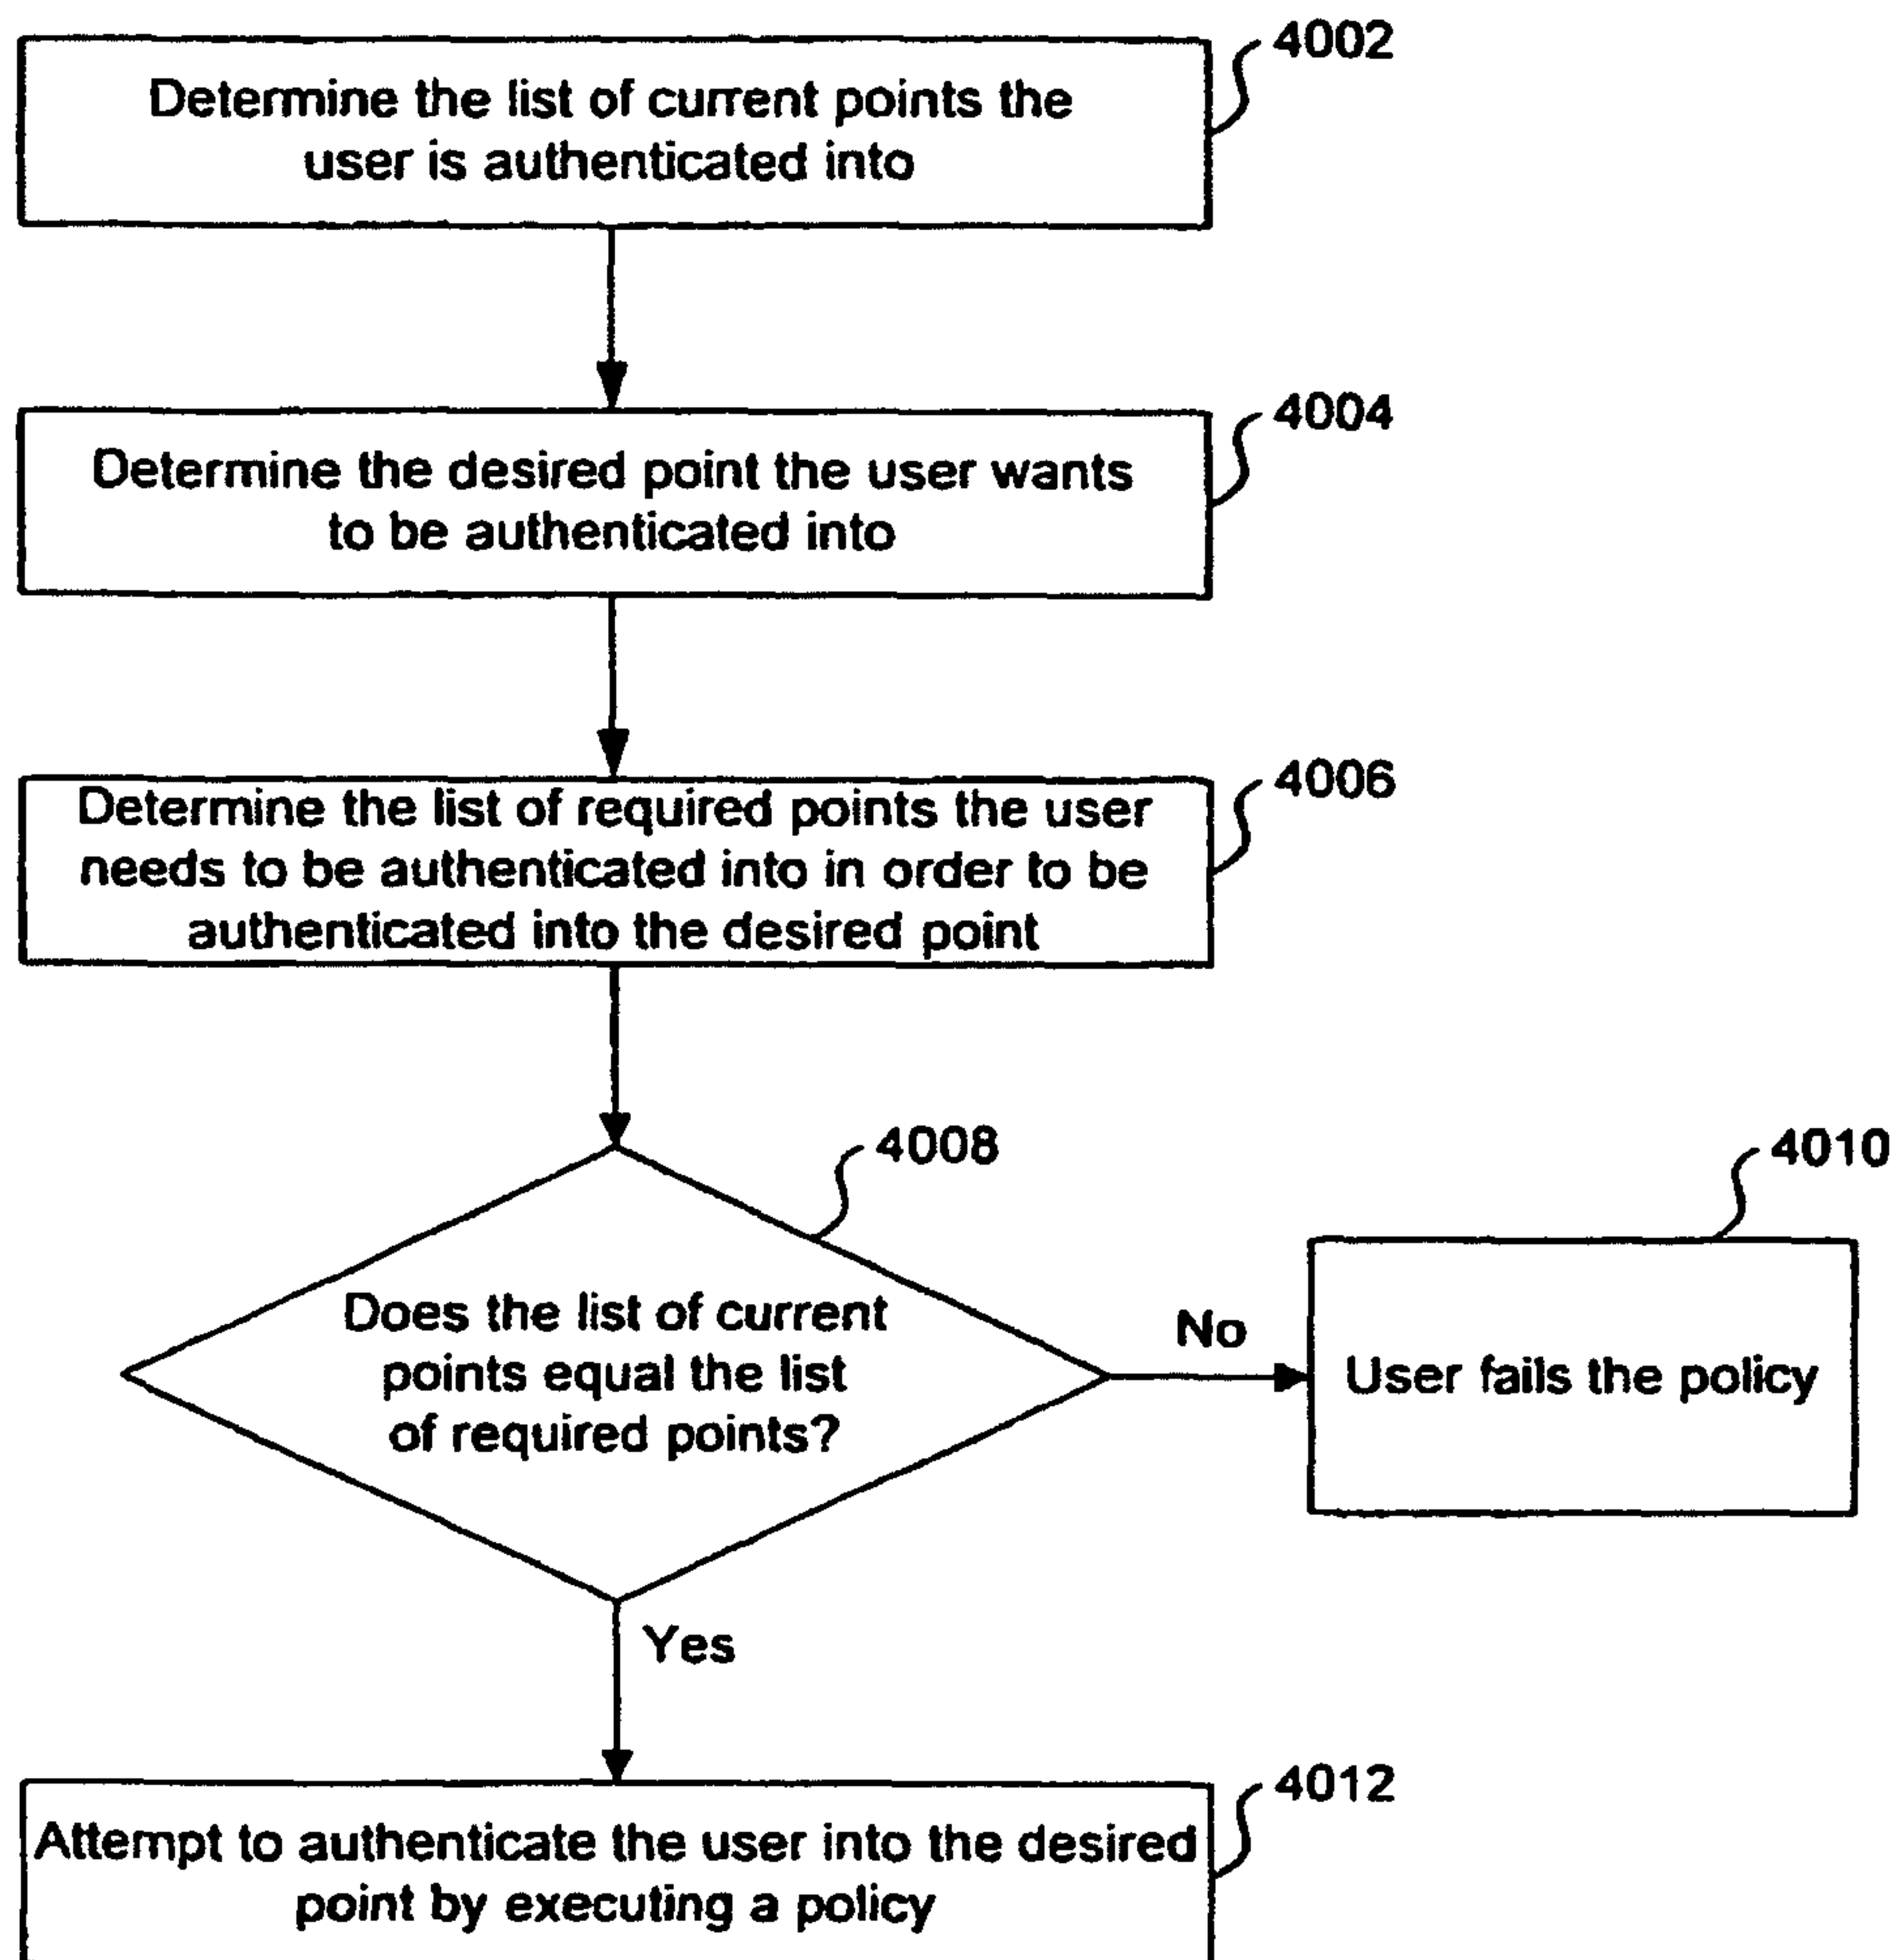 4002
Determine the list of current points the
user is authenticated into
4004
Determine the desired point the user wants
to be authenticated into
4006
Determine the list of required points the user
needs to be authenticated into in order to be
authenticated into the desired point
4008
4010
Does the list of current
points equal the list
of required points?
No
User fails the policy
Yes
4012
Attempt to authenticate the user into the desired
point by executing a policy